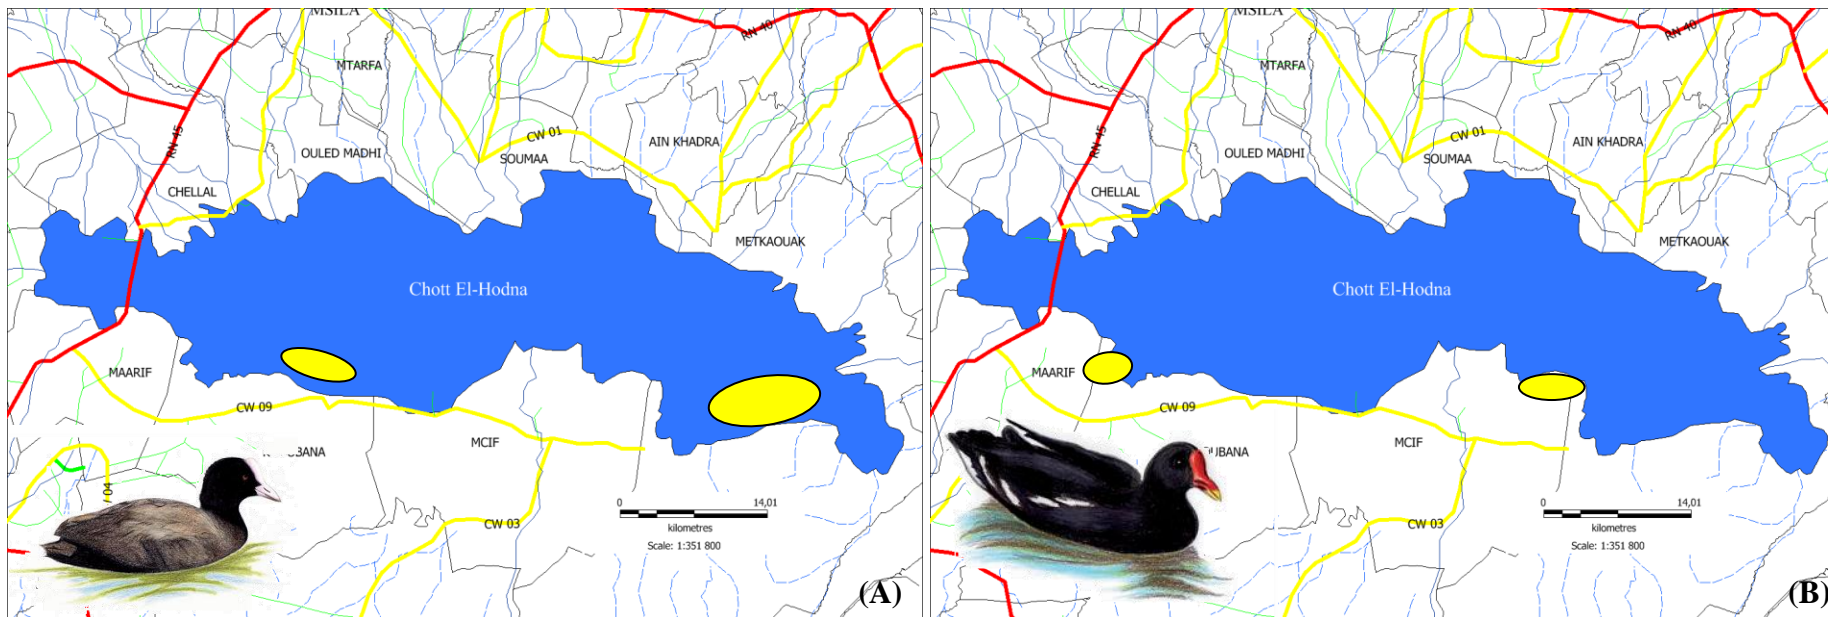 MSILA
RN 40
MTARFA
RN 45
CW 01
AIN KHADRA
OULED MADHI
SOUMAA
CHELLAL
METKAOUAK
Chott El-Hodna
MAARIF
CW 09
MCIF
UBANA
04
0 14,01
kilometres
CW 03
Scale: 1:351 800
(A)
MSILA
RN 40
MTARFA
RN 45
CW 01
AIN KHADRA
OULED MADHI
SOUMAA
CHELLAL
METKAOUAK
Chott El-Hodna
MAARIF
CW 09
MCIF
UBANA
0 14,01
kilometres
CW 03
Scale: 1:351 800
(B)